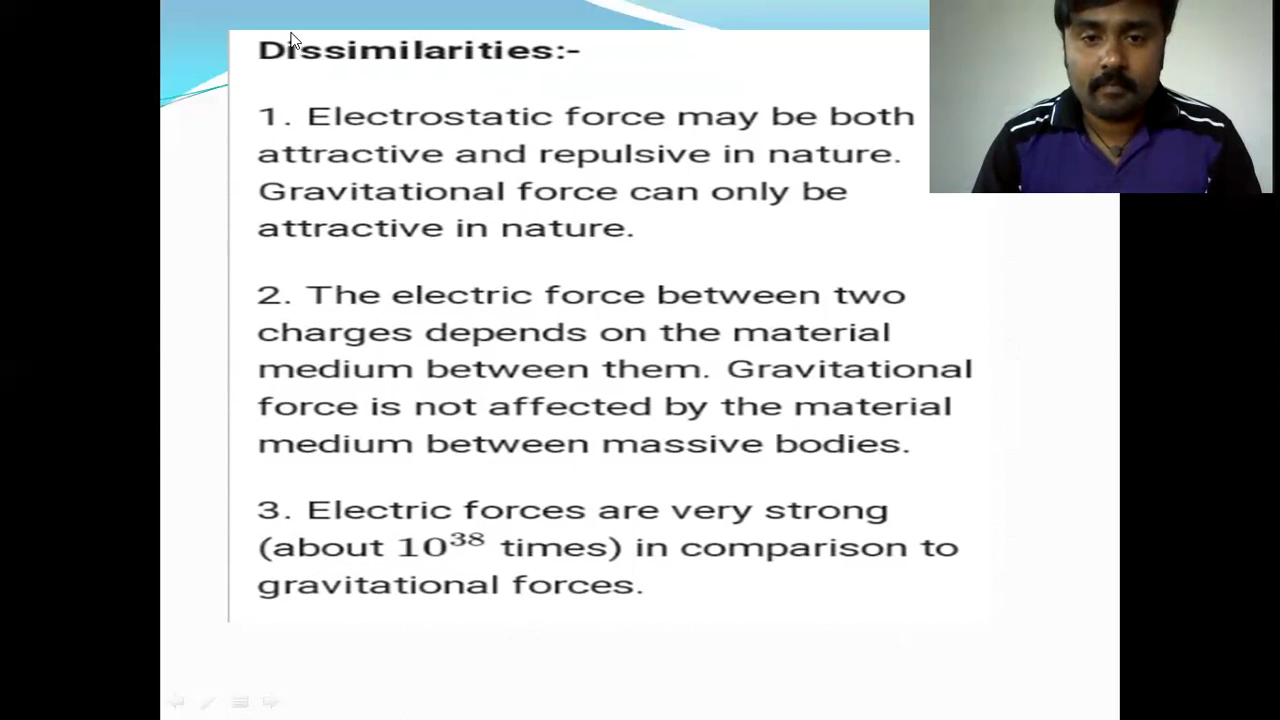 Dissimilarities:-
1. Electrostatic force may be both
attractive and repulsive in nature.
Gravitational force can only be
attractive in nature.
2. The electric force between two
charges depends on the material
medium between them. Gravitational
force is not affected by the material
medium between massive bodies.
3. Electric forces are very strong
(about 10³⁸ times) in comparison to
gravitational forces.